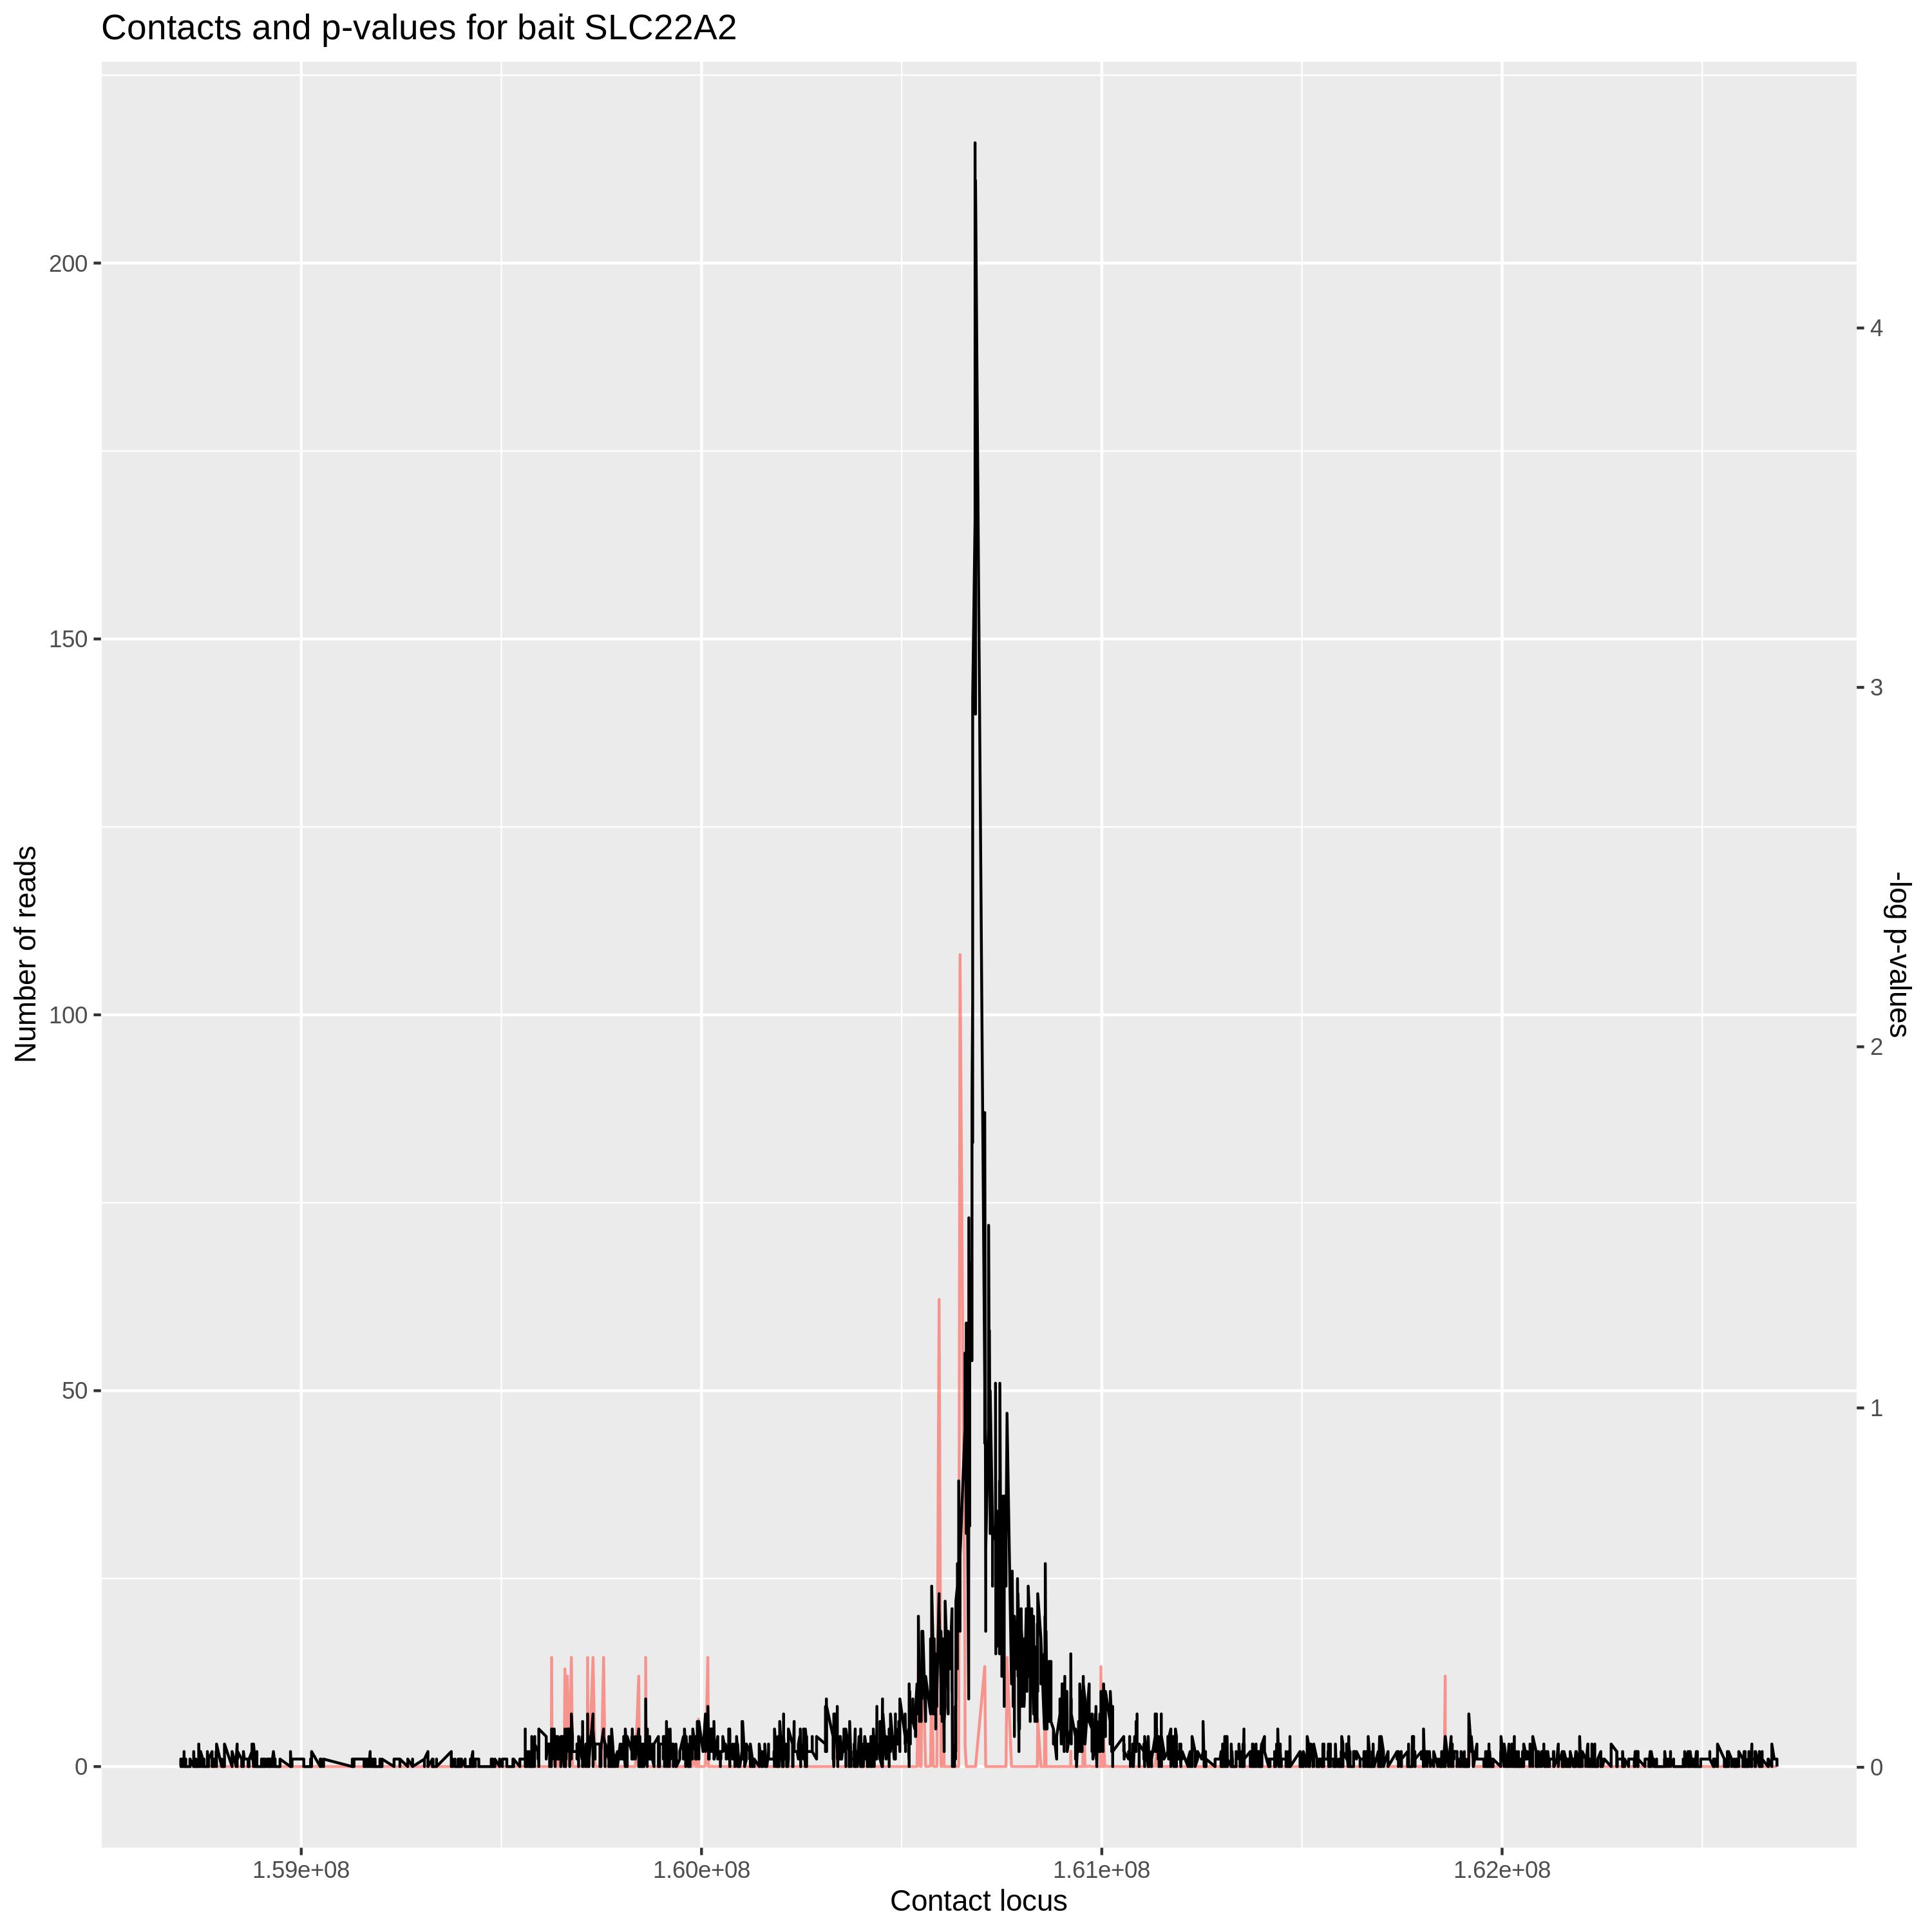 Contacts and p-values for bait SLC22A2
Number of reads
200
150
100
50
0
4
3
2
1
0
-log p-values
1.59e+08
1.60e+08
1.61e+08
1.62e+08
Contact locus